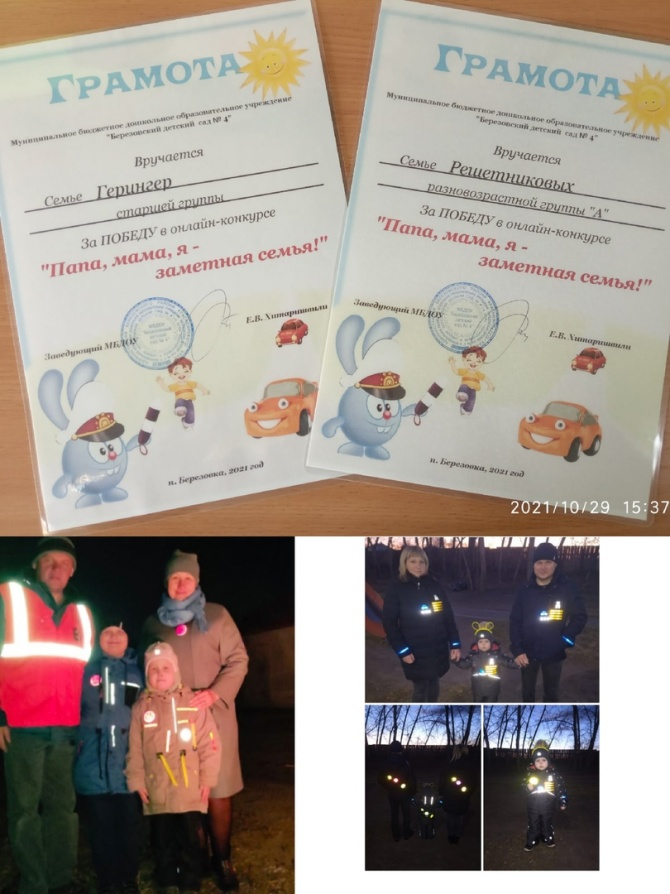 ГРАМОТА
Муниципальное бюджетное дошкольное образовательное учреждение
"Березовский детский сад № 4"
Вручается
Семье Герингер
старшей группы
За ПОБЕДУ в онлайн-конкурсе
"Папа, мама, я -
заметная семья!"
Заведующий МБДОУ
Е.В. Хитаришвили
п. Березовка, 2021 год
ГРАМОТА
Муниципальное бюджетное дошкольное образовательное учреждение
"Березовский детский сад № 4"
Вручается
Семье Решетниковых
разновозрастной группы "А"
За ПОБЕДУ в онлайн-конкурсе
"Папа, мама, я -
заметная семья!"
Заведующий МБДОУ
Е.В. Хитаришвили
п. Березовка, 2021 год
2021/10/29 15:37